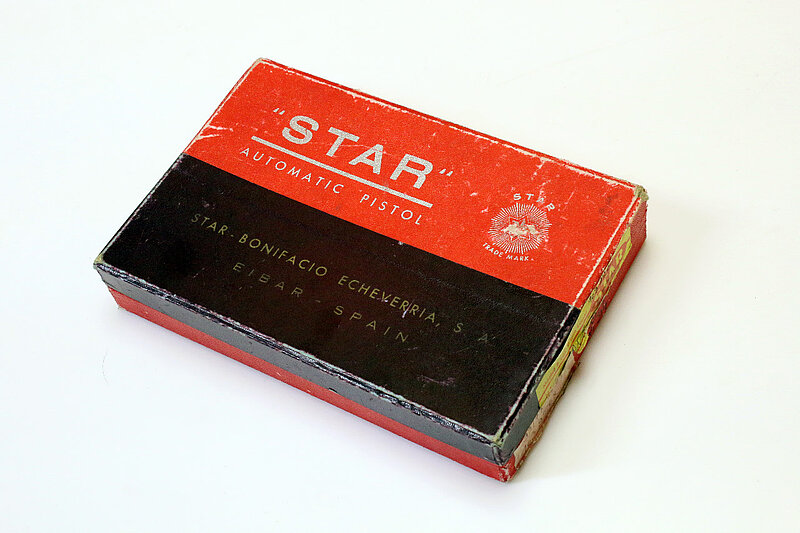 "STAR"
AUTOMATIC PISTOL
STAR
TRADE MARK.
STAR. BONIFACIO ECHEVERRIA, S. A.
EIBAR - SPAIN